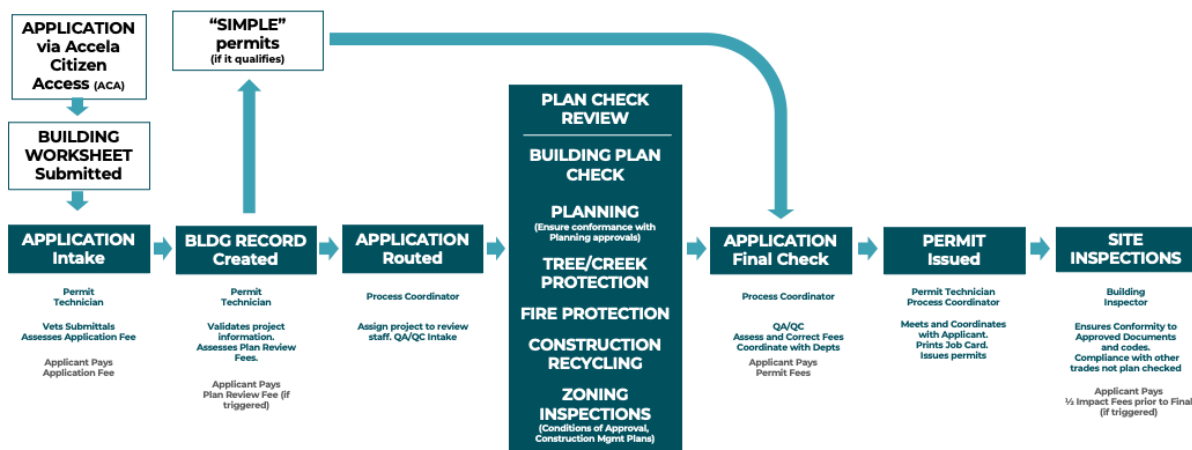 APPLICATION
via Accela
Citizen
Access (ACA)
BUILDING
WORKSHEET
Submitted
APPLICATION
Intake
Permit
Technician
Vets Submittals
Assesses Application Fee
Applicant Pays
Application Fee
“SIMPLE”
permits
(if it qualifies)
BLDG RECORD
Created
Permit
Technician
Validates project
information.
Assesses Plan Review
Fees.
Applicant Pays
Plan Review Fee (if
triggered)
APPLICATION
Routed
Process Coordinator
Assign project to review
staff. QA/QC Intake
PLAN CHECK
REVIEW
BUILDING PLAN
CHECK
PLANNING
(Ensure conformance with
Planning approvals)
TREE/CREEK
PROTECTION
FIRE PROTECTION
CONSTRUCTION
RECYCLING
ZONING
INSPECTIONS
(Conditions of Approval,
Construction Mgmt Plans)
APPLICATION
Final Check
Process Coordinator
QA/QC
Assess and Correct Fees
Coordinate with Depts
Applicant Pays
Permit Fees
PERMIT
Issued
Permit Technician
Process Coordinator
Meets and Coordinates
with Applicant.
Prints Job Card.
Issues permits
SITE
INSPECTIONS
Building
Inspector
Ensures Conformity to
Approved Documents
and codes.
Compliance with other
trades not plan checked
Applicant Pays
½ Impact Fees prior to Final
(if triggered)